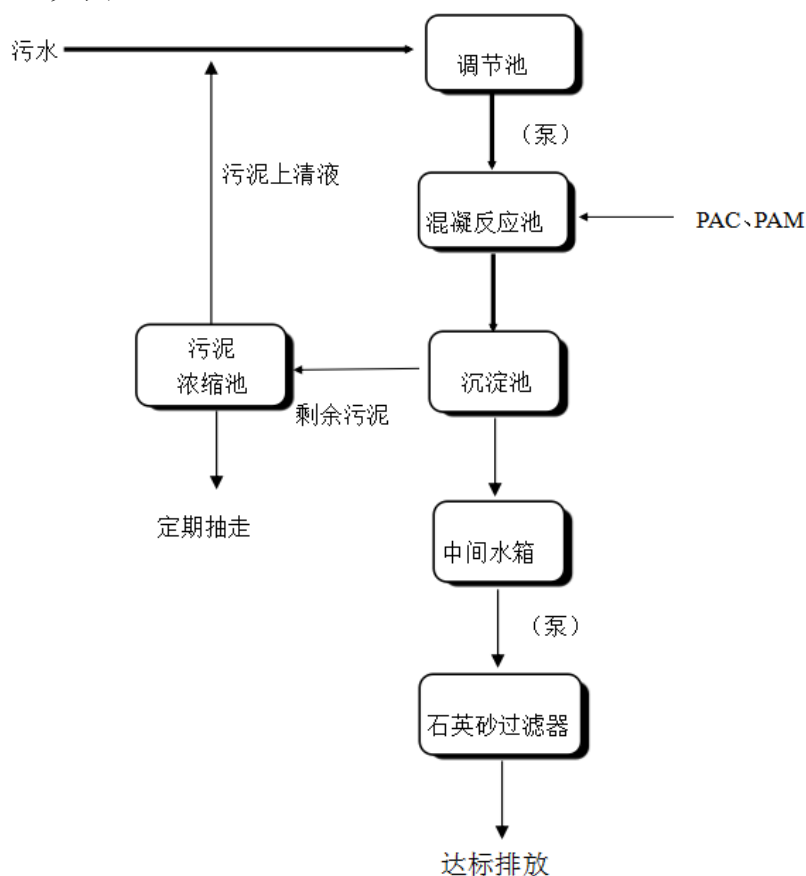 污水
调节池
（泵）
污泥上清液
混凝反应池
PAC、PAM
污泥
浓缩池
沉淀池
剩余污泥
定期抽走
中间水箱
（泵）
石英砂过滤器
达标排放